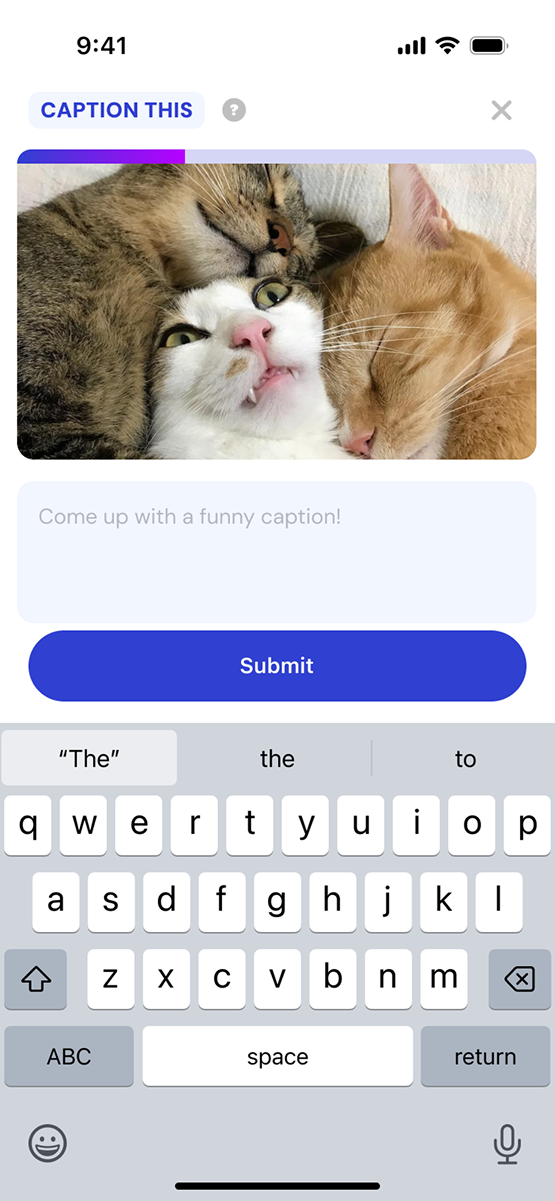 9:41
CAPTION THIS ?
Come up with a funny caption!
Submit
“The” the to
q w e r t y u i o p
a s d f g h j k l
z x c v b n m
ABC space return